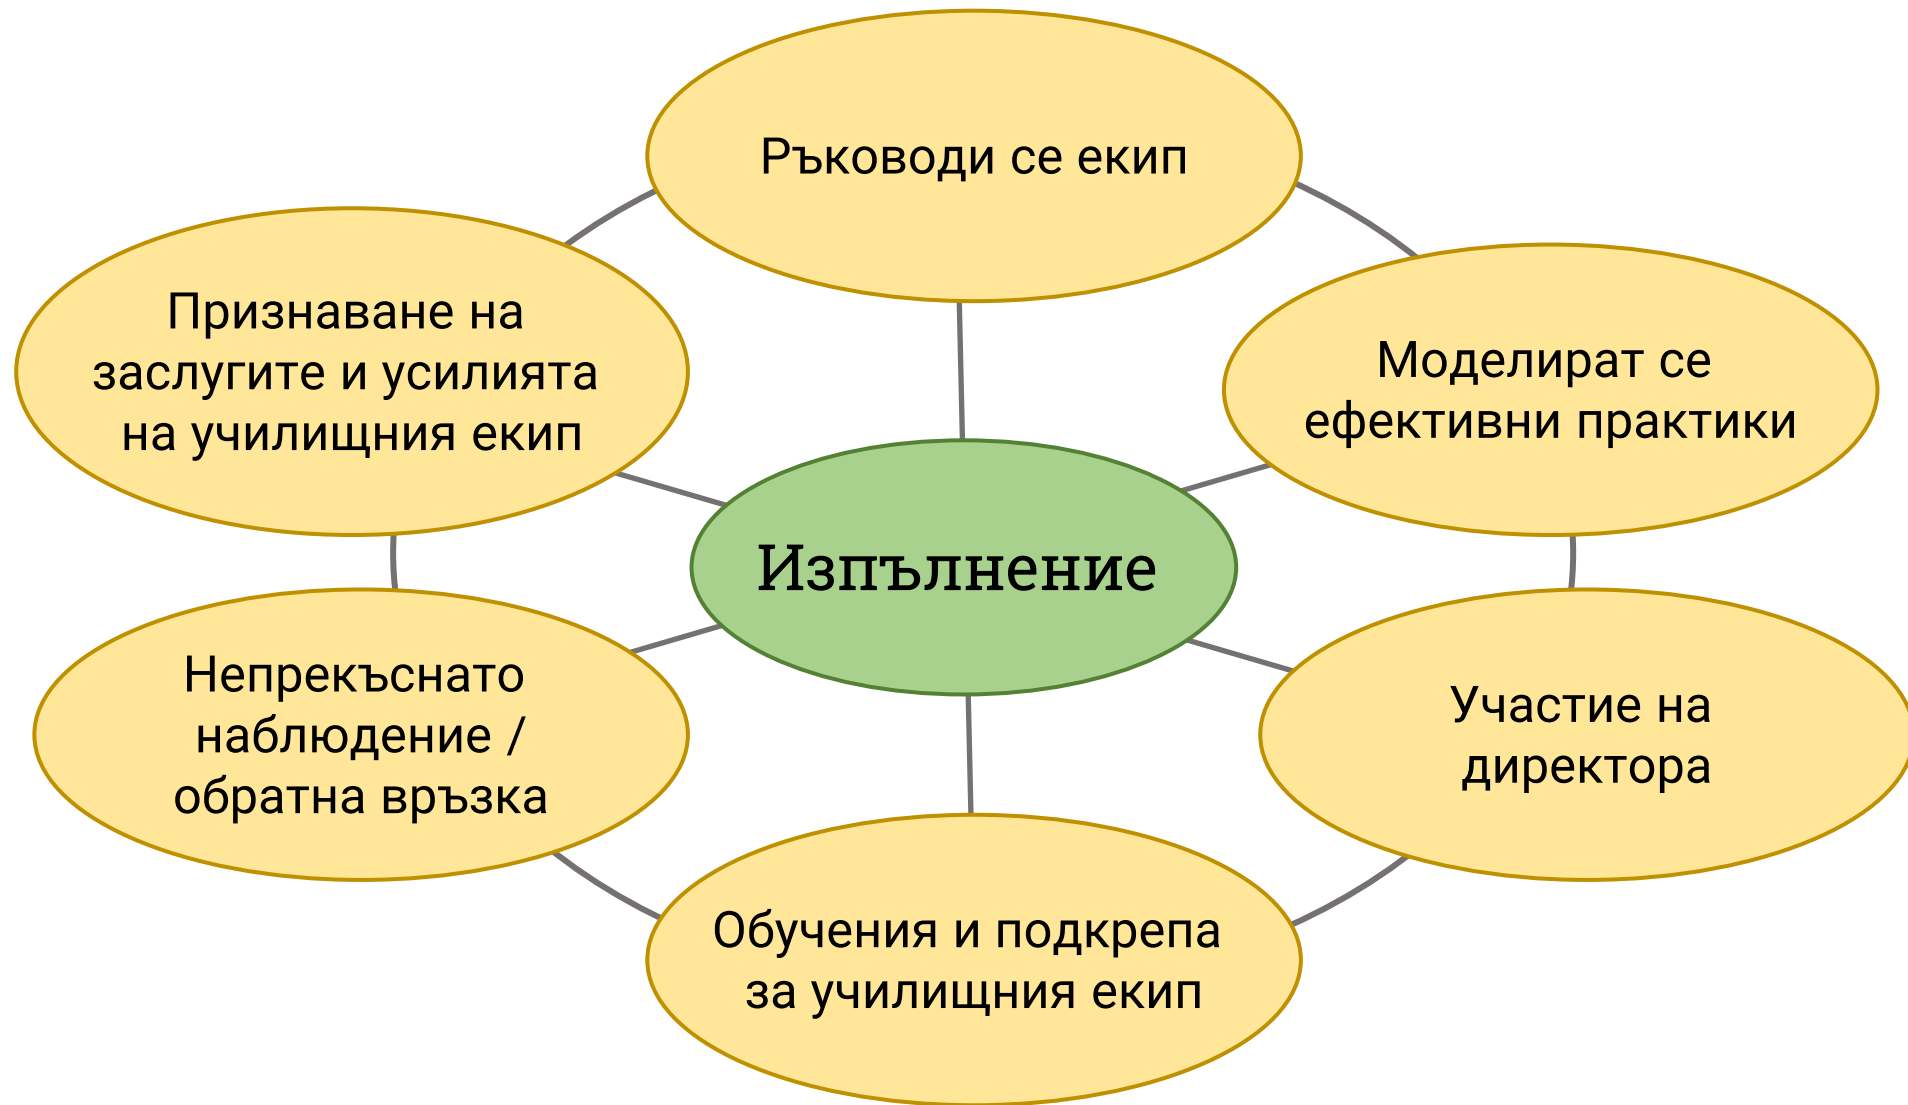 Ръководи се екип
Признаване на
заслугите и усилията
на училищния екип
Моделират се
ефективни практики
Изпълнение
Непрекъснато
наблюдение /
обратна връзка
Участие на
директора
Обучения и подкрепа
за училищния екип